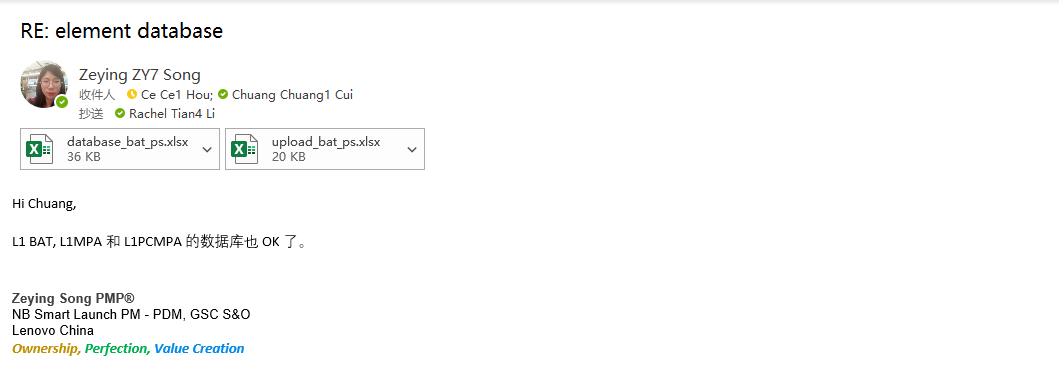 RE: element database
Zeying ZY7 Song
收件人 Ce Ce1 Hou; Chuang Chuang1 Cui
抄送 Rachel Tian4 Li
database_bat_ps.xlsx
36 KB
upload_bat_ps.xlsx
20 KB
Hi Chuang,
L1 BAT, L1MPA 和 L1PCMPA 的数据库也 OK 了。
Zeying Song PMP®
NB Smart Launch PM - PDM, GSC S&O
Lenovo China
Ownership, Perfection, Value Creation